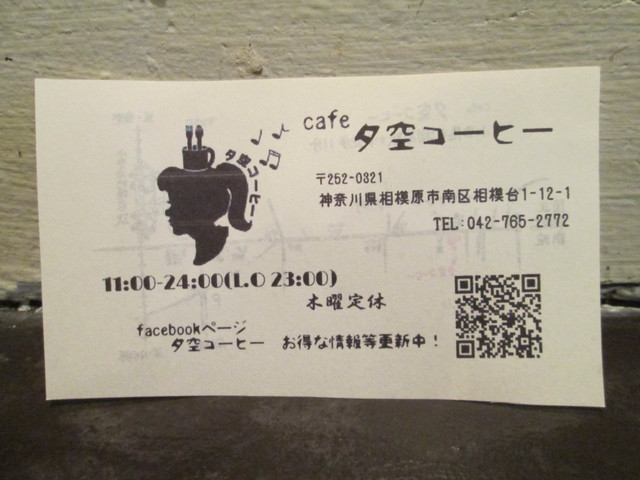 cafe 夕空コーヒー
夕空コーヒー
〒252-0321
神奈川県相模原市南区相模台1-12-1
TEL:042-765-2772
11:00-24:00(L.O 23:00)
木曜定休
facebookページ
夕空コーヒー お得な情報等更新中！